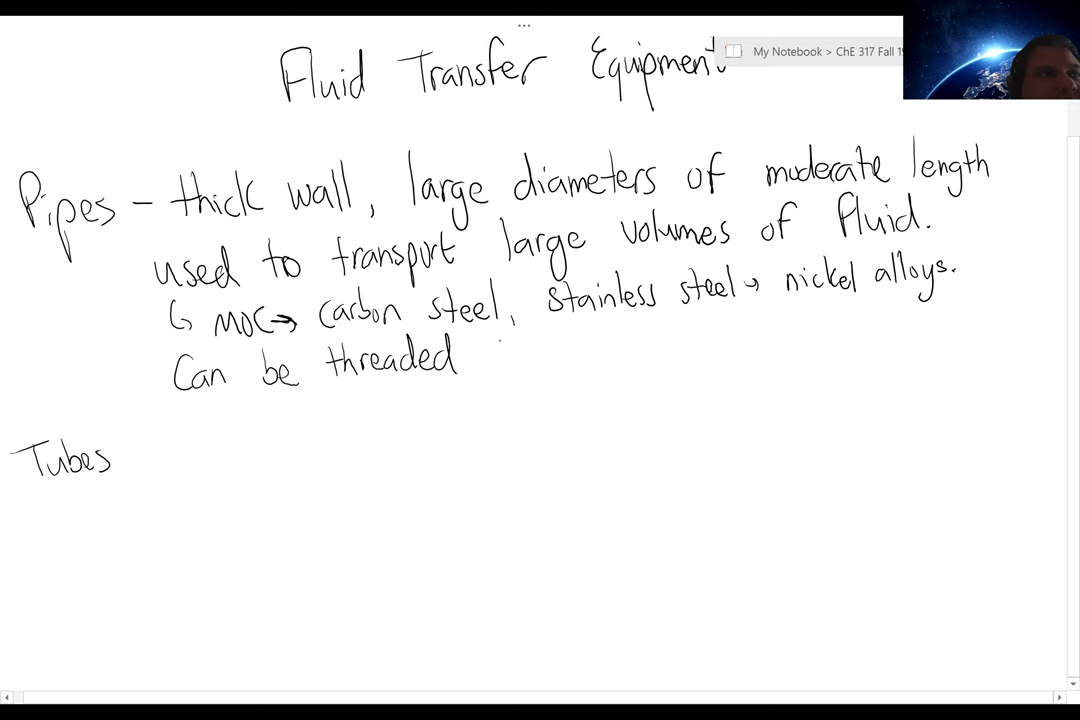 Fluid Transfer Equipment
My Notebook > ChE 317 Fall 19
Pipes - thick wall, large diameters of moderate length
used to transport large volumes of fluid.
↳ MOC → carbon steel, stainless steel, nickel alloys.
Can be threaded
Tubes